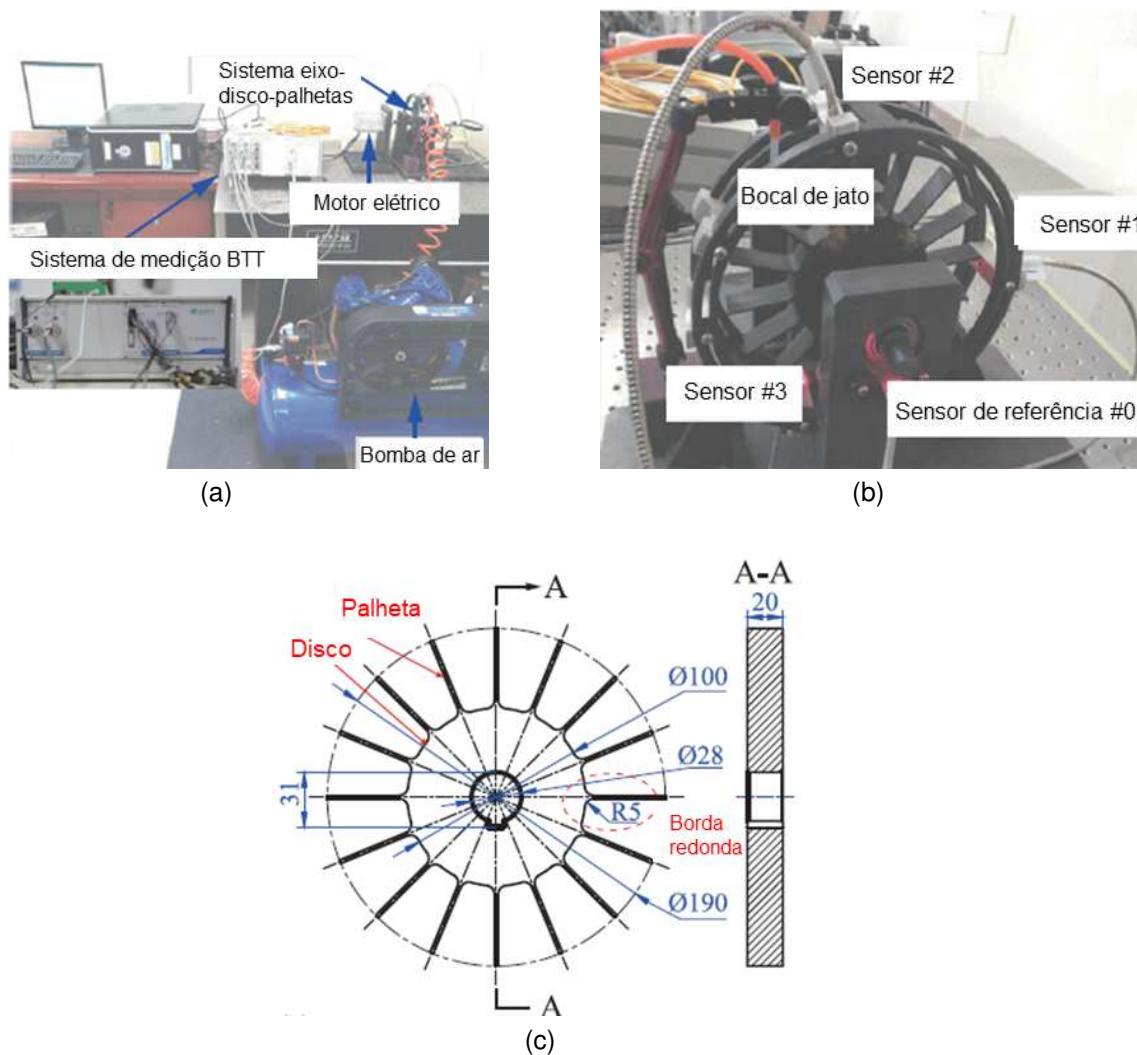 Sistema eixo-
disco-palhetas
Motor elétrico
Sistema de medição BTT
Bomba de ar
(a)
Sensor #2
Bocal de jato
Sensor #1
Sensor #3
Sensor de referência #0
(b)
A
A-A
20
Palheta
Disco
Ø100
Ø28
31
R5
Borda
redonda
Ø190
A
(c)